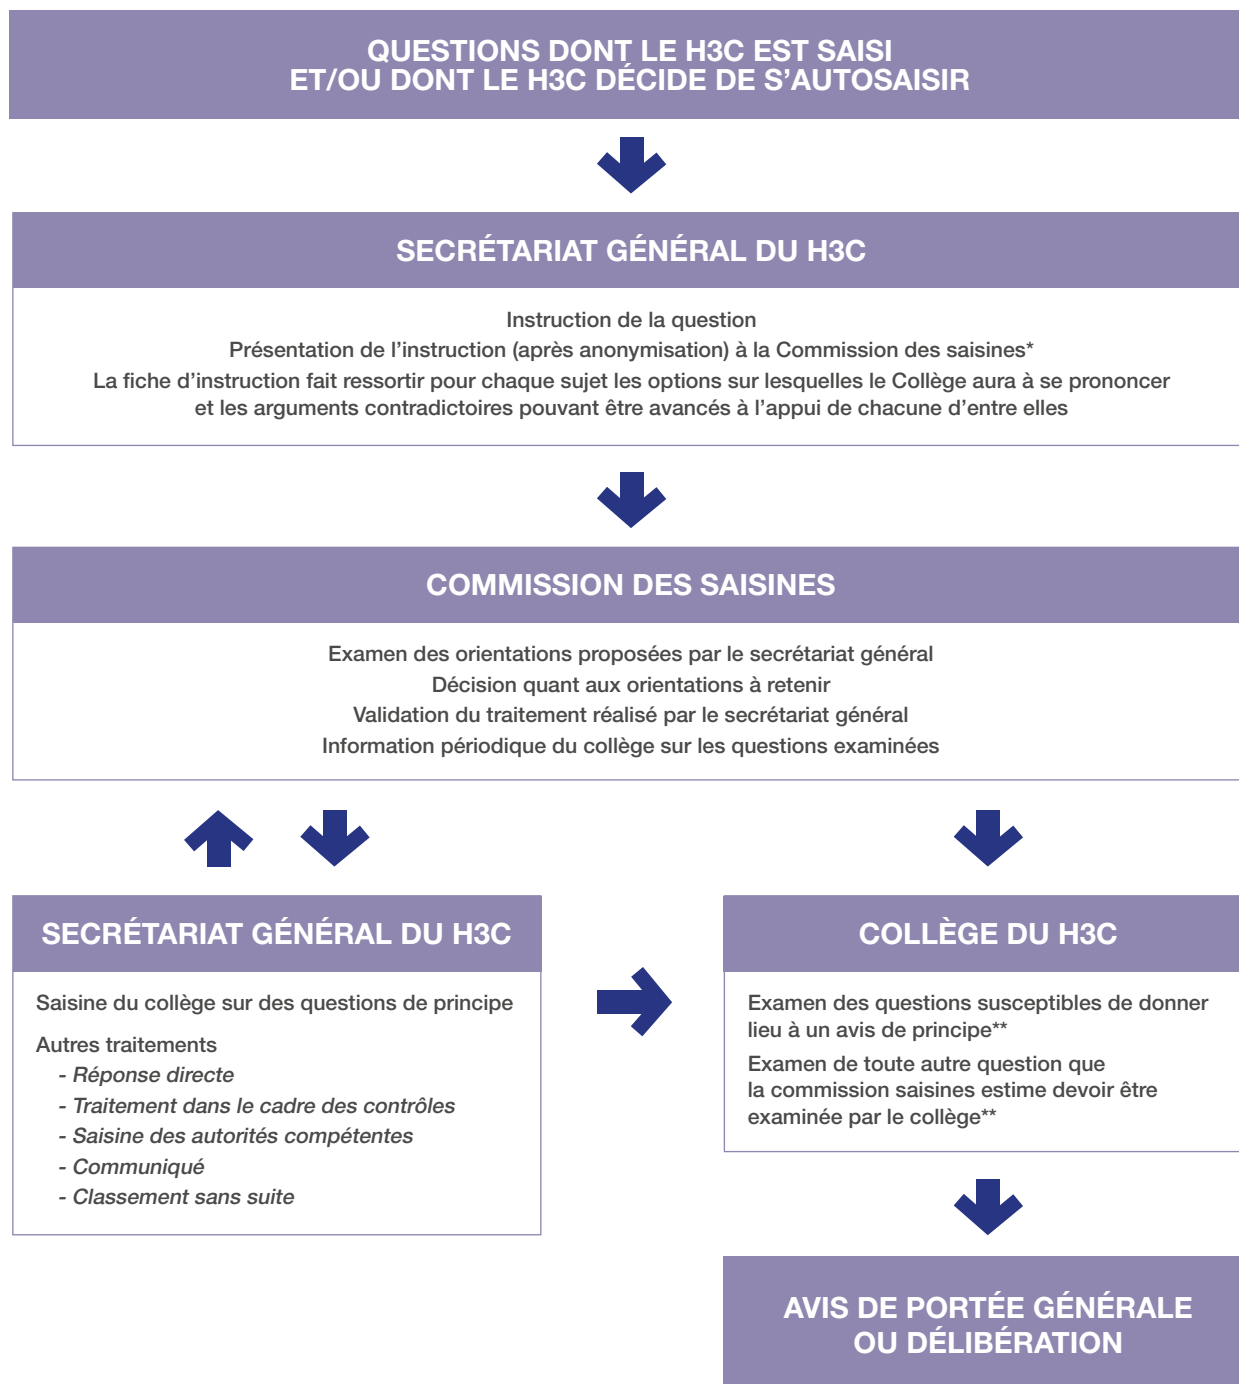 QUESTIONS DONT LE H3C EST SAISI
ET/OU DONT LE H3C DÉCIDE DE S’AUTOSAISIR
SECRÉTARIAT GÉNÉRAL DU H3C
Instruction de la question
Présentation de l’instruction (après anonymisation) à la Commission des saisines*
La fiche d’instruction fait ressortir pour chaque sujet les options sur lesquelles le Collège aura à se prononcer
et les arguments contradictoires pouvant être avancés à l’appui de chacune d’entre elles
COMMISSION DES SAISINES
Examen des orientations proposées par le secrétariat général
Décision quant aux orientations à retenir
Validation du traitement réalisé par le secrétariat général
Information périodique du collège sur les questions examinées
SECRÉTARIAT GÉNÉRAL DU H3C
Saisine du collège sur des questions de principe
Autres traitements
- Réponse directe
- Traitement dans le cadre des contrôles
- Saisine des autorités compétentes
- Communiqué
- Classement sans suite
COLLÈGE DU H3C
Examen des questions susceptibles de donner
lieu à un avis de principe**
Examen de toute autre question que
la commission saisines estime devoir être
examinée par le collège**
AVIS DE PORTÉE GÉNÉRALE
OU DÉLIBÉRATION